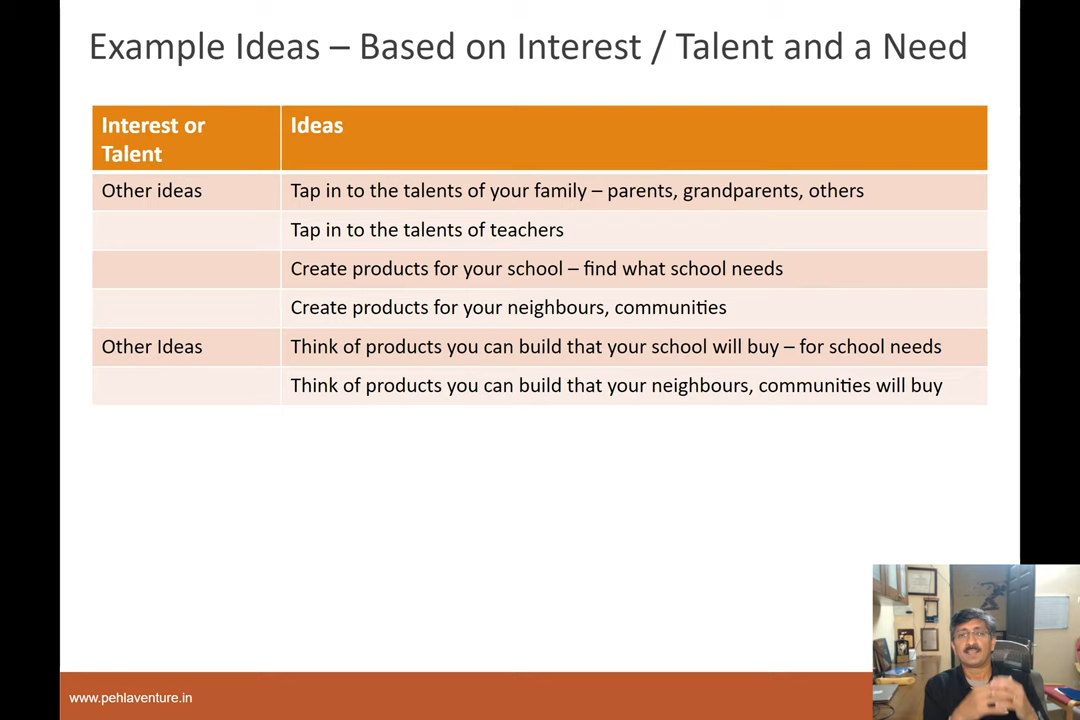 Example Ideas – Based on Interest / Talent and a Need
Interest or
Talent
Ideas
Other ideas
Tap in to the talents of your family – parents, grandparents, others
Tap in to the talents of teachers
Create products for your school – find what school needs
Create products for your neighbours, communities
Other Ideas
Think of products you can build that your school will buy – for school needs
Think of products you can build that your neighbours, communities will buy
www.pehlaventure.in